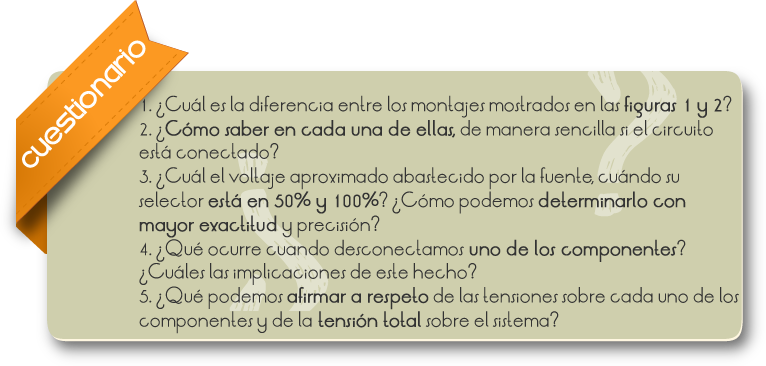 cuestionario
1. ¿Cuál es la diferencia entre los montajes mostrados en las figuras 1 y 2?
2. ¿Cómo saber en cada una de ellas, de manera sencilla si el circuito
está conectado?
3. ¿Cuál el voltaje aproximado abastecido por la fuente, cuándo su
selector está en 50% y 100%? ¿Cómo podemos determinarlo con
mayor exactitud y precisión?
4. ¿Qué ocurre cuando desconectamos uno de los componentes?
¿Cuáles las implicaciones de este hecho?
5. ¿Qué podemos afirmar a respeto de las tensiones sobre cada uno de los
componentes y de la tensión total sobre el sistema?